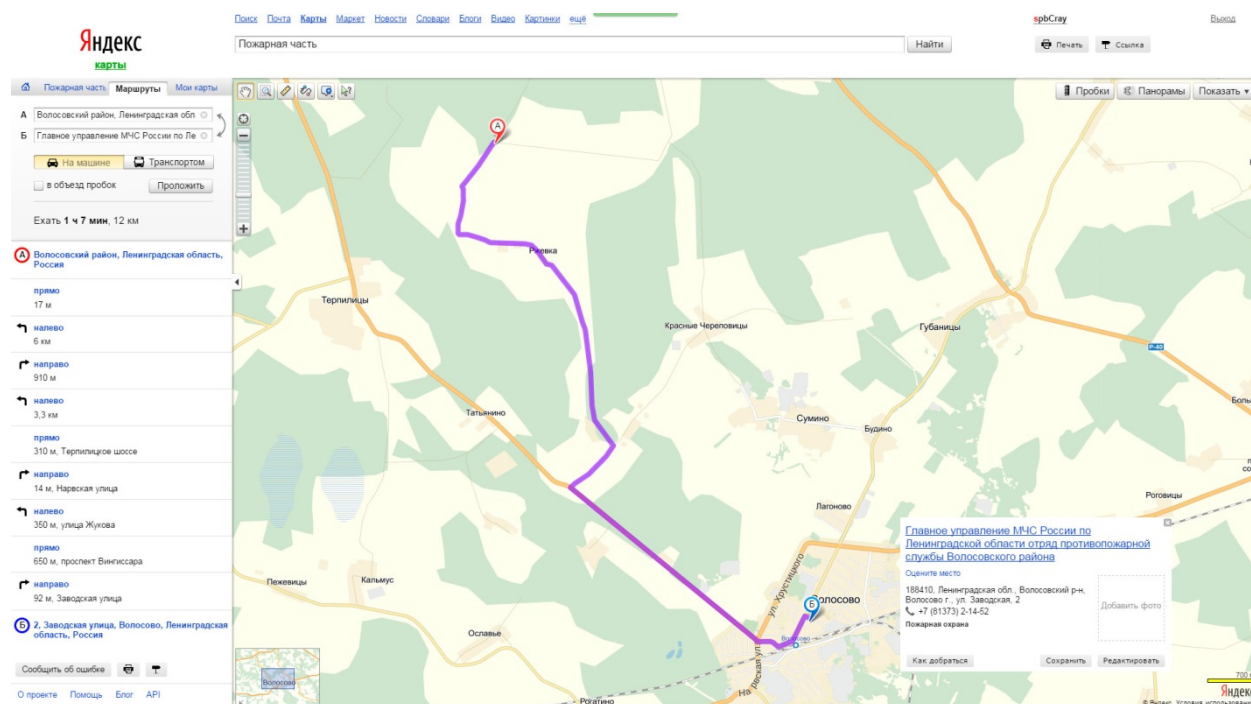 Поиск Почта Карты Маркет Новости Словари Блоги Видео Картинки ещё
spbCray
Выход
Яндекс
карты
Пожарная часть
Найти
Печать
Ссылка
Пожарная часть Маршруты Мои карты
А Волосовский район, Ленинградская обл
Б Главное управление МЧС России по Ле
На машине Транспортом
в объезд пробок Проложить
Ехать 1 ч 7 мин, 12 км
А Волосовский район, Ленинградская область,
Россия
прямо
17 м
налево
6 км
направо
910 м
налево
3,3 км
прямо
310 м, Терпилицкое шоссе
направо
14 м, Нарвская улица
налево
350 м, улица Жукова
прямо
650 м, проспект Вингиссара
направо
92 м, Заводская улица
Б 2, Заводская улица, Волосово, Ленинградская
область, Россия
Сообщить об ошибке
О проекте Помощь Блог API
Пробки Панорамы Показать
А
Ржевка
Терпилицы
Красные Череповицы
Губаницы
Р-40
Татьянино
Сумино
Будино
Лагоново
Роговицы
Пежевицы
Кальмус
Ославье
Рогатино
ул. Хрустицкого
Волосово
Б
Волосово
Волосово
Главное управление МЧС России по
Ленинградской области отряд противопожарной
службы Волосовского района
Оцените место
188410, Ленинградская обл., Волосовский р-н,
Волосово г., ул. Заводская, 2
+7 (81373) 2-14-52
Пожарная охрана
Добавить фото
Как добраться Сохранить Редактировать